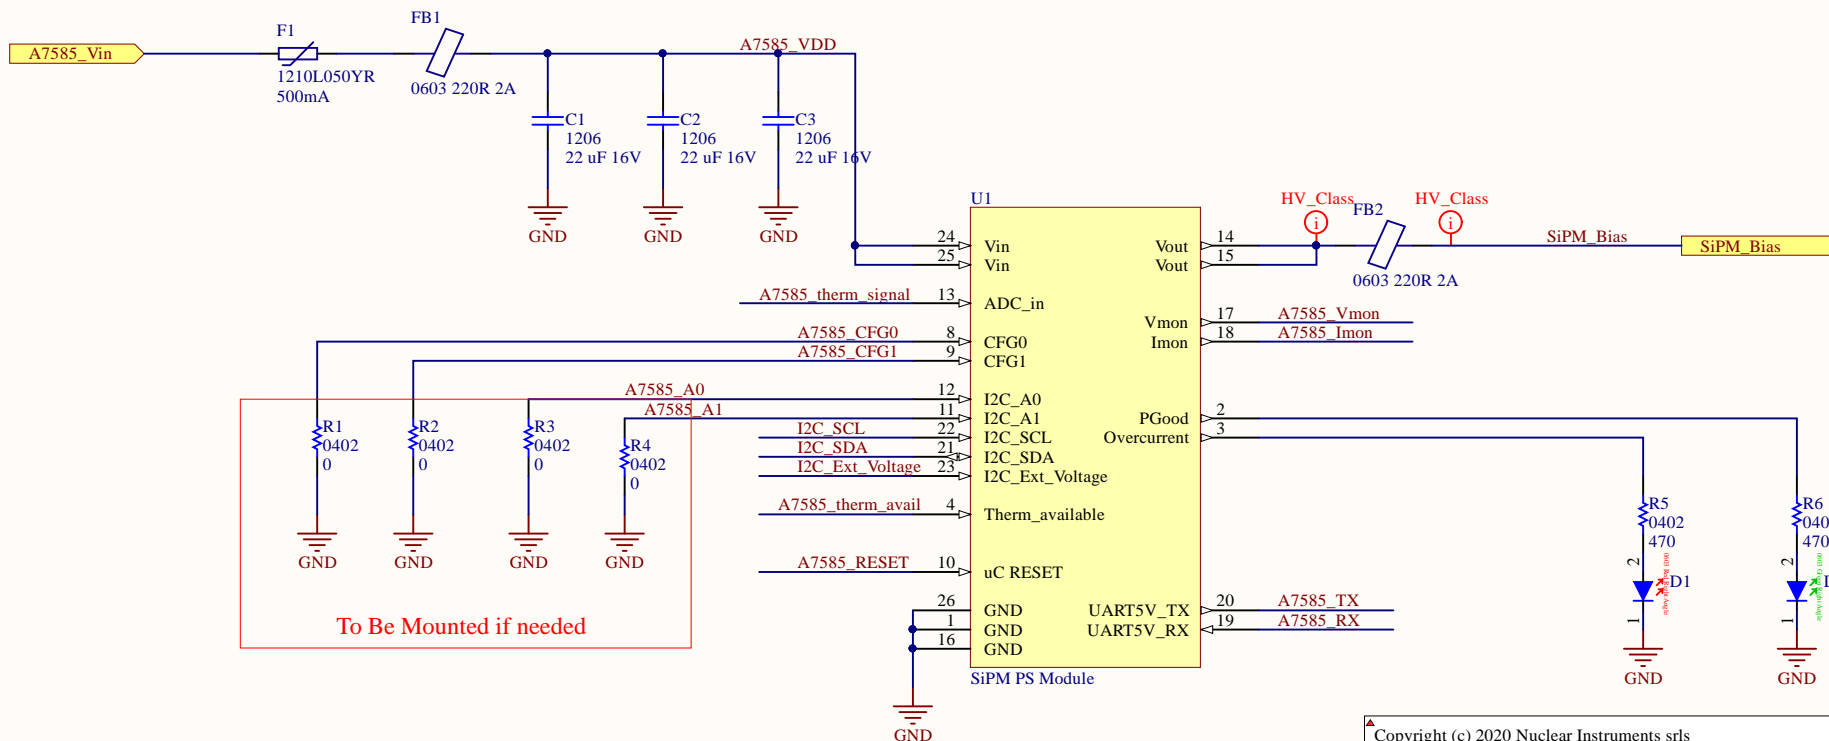 A7585_Vin
F1
1210L050YR
500mA
FB1
0603 220R 2A
A7585_VDD
C1
1206
22 uF 16V
GND
C2
1206
22 uF 16V
GND
C3
1206
22 uF 16V
GND
U1
24
Vin
25
Vin
A7585_therm_signal
13
ADC_in
A7585_CFG0
8
CFG0
A7585_CFG1
9
CFG1
A7585_A0
12
I2C_A0
A7585_A1
11
I2C_A1
I2C_SCL
22
I2C_SCL
I2C_SDA
21
I2C_SDA
I2C_Ext_Voltage
23
I2C_Ext_Voltage
A7585_therm_avail
4
Therm_available
A7585_RESET
10
uC RESET
26
GND
1
GND
16
GND
GND
SiPM PS Module
Vout
14
Vout
15
HV_Class
i
FB2
0603 220R 2A
HV_Class
i
SiPM_Bias
SiPM_Bias
Vmon
17
A7585_Vmon
Imon
18
A7585_Imon
PGood
2
Overcurrent
3
UART5V_TX
20
A7585_TX
UART5V_RX
19
A7585_RX
R1
0402
0
GND
R2
0402
0
GND
R3
0402
0
GND
R4
0402
0
GND
To Be Mounted if needed
R5
0402
470
2
D1
1
GND
R6
040
470
2
1
GND
Copyright (c) 2020 Nuclear Instruments srls